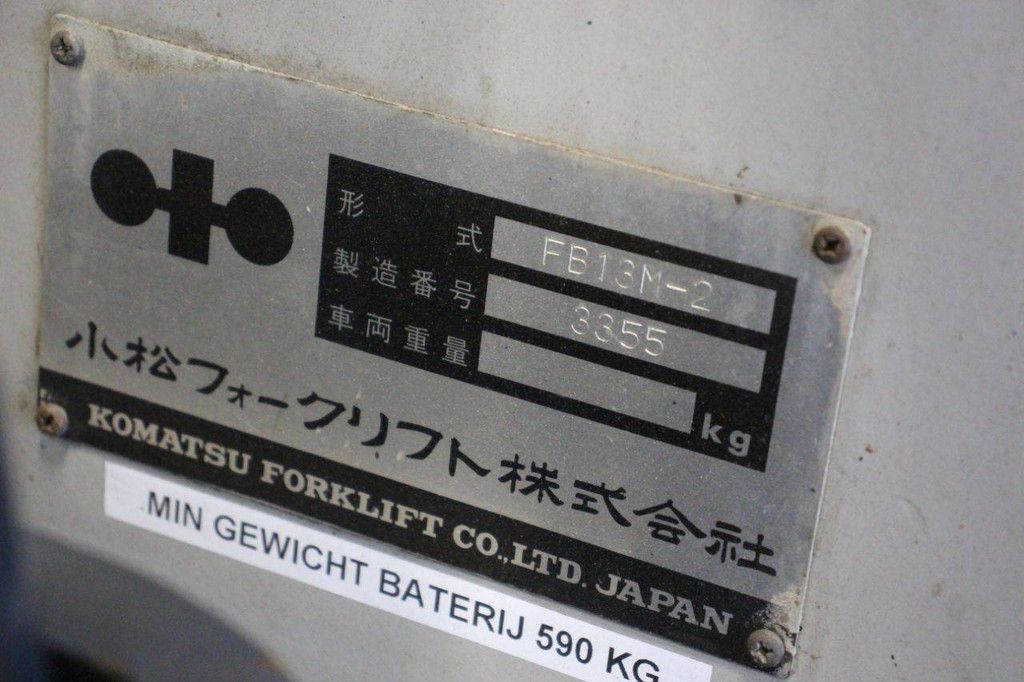 形式 FB13M-2
製造番号 3355
車両重量 kg
小松フォークリフト株式会社
KOMATSU FORKLIFT CO.,LTD. JAPAN
MIN GEWICHT BATERIJ 590 KG